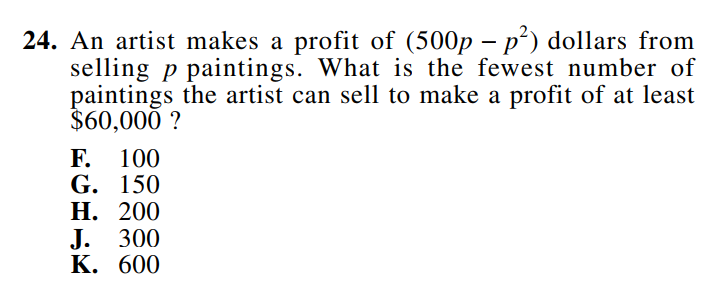 24. An artist makes a profit of (500p – p²) dollars from
selling p paintings. What is the fewest number of
paintings the artist can sell to make a profit of at least
$60,000 ?
F. 100
G. 150
H. 200
J. 300
K. 600